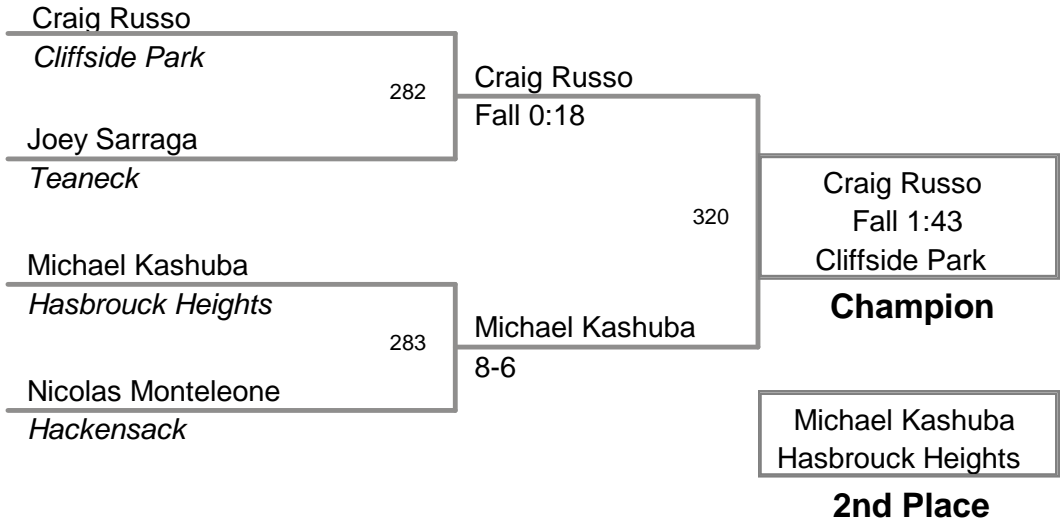 Craig Russo
Cliffside Park
282
Joey Sarraga
Teaneck
Michael Kashuba
Hasbrouck Heights
283
Nicolas Monteleone
Hackensack
Craig Russo
Fall 0:18
320
Michael Kashuba
8-6
Craig Russo
Fall 1:43
Cliffside Park
Champion
Michael Kashuba
Hasbrouck Heights
2nd Place